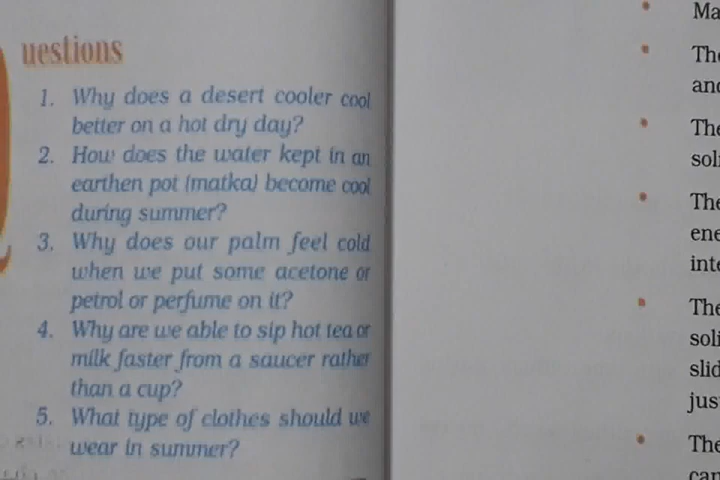 uestions
1. Why does a desert cooler cool
better on a hot dry day?
2. How does the water kept in an
earthen pot (matka) become cool
during summer?
3. Why does our palm feel cold
when we put some acetone or
petrol or perfume on it?
4. Why are we able to sip hot tea or
milk faster from a saucer rather
than a cup?
5. What type of clothes should we
wear in summer?
• Ma
• The
and
• The
soli
• The
ene
inte
• The
soli
slid
jus
• The
can